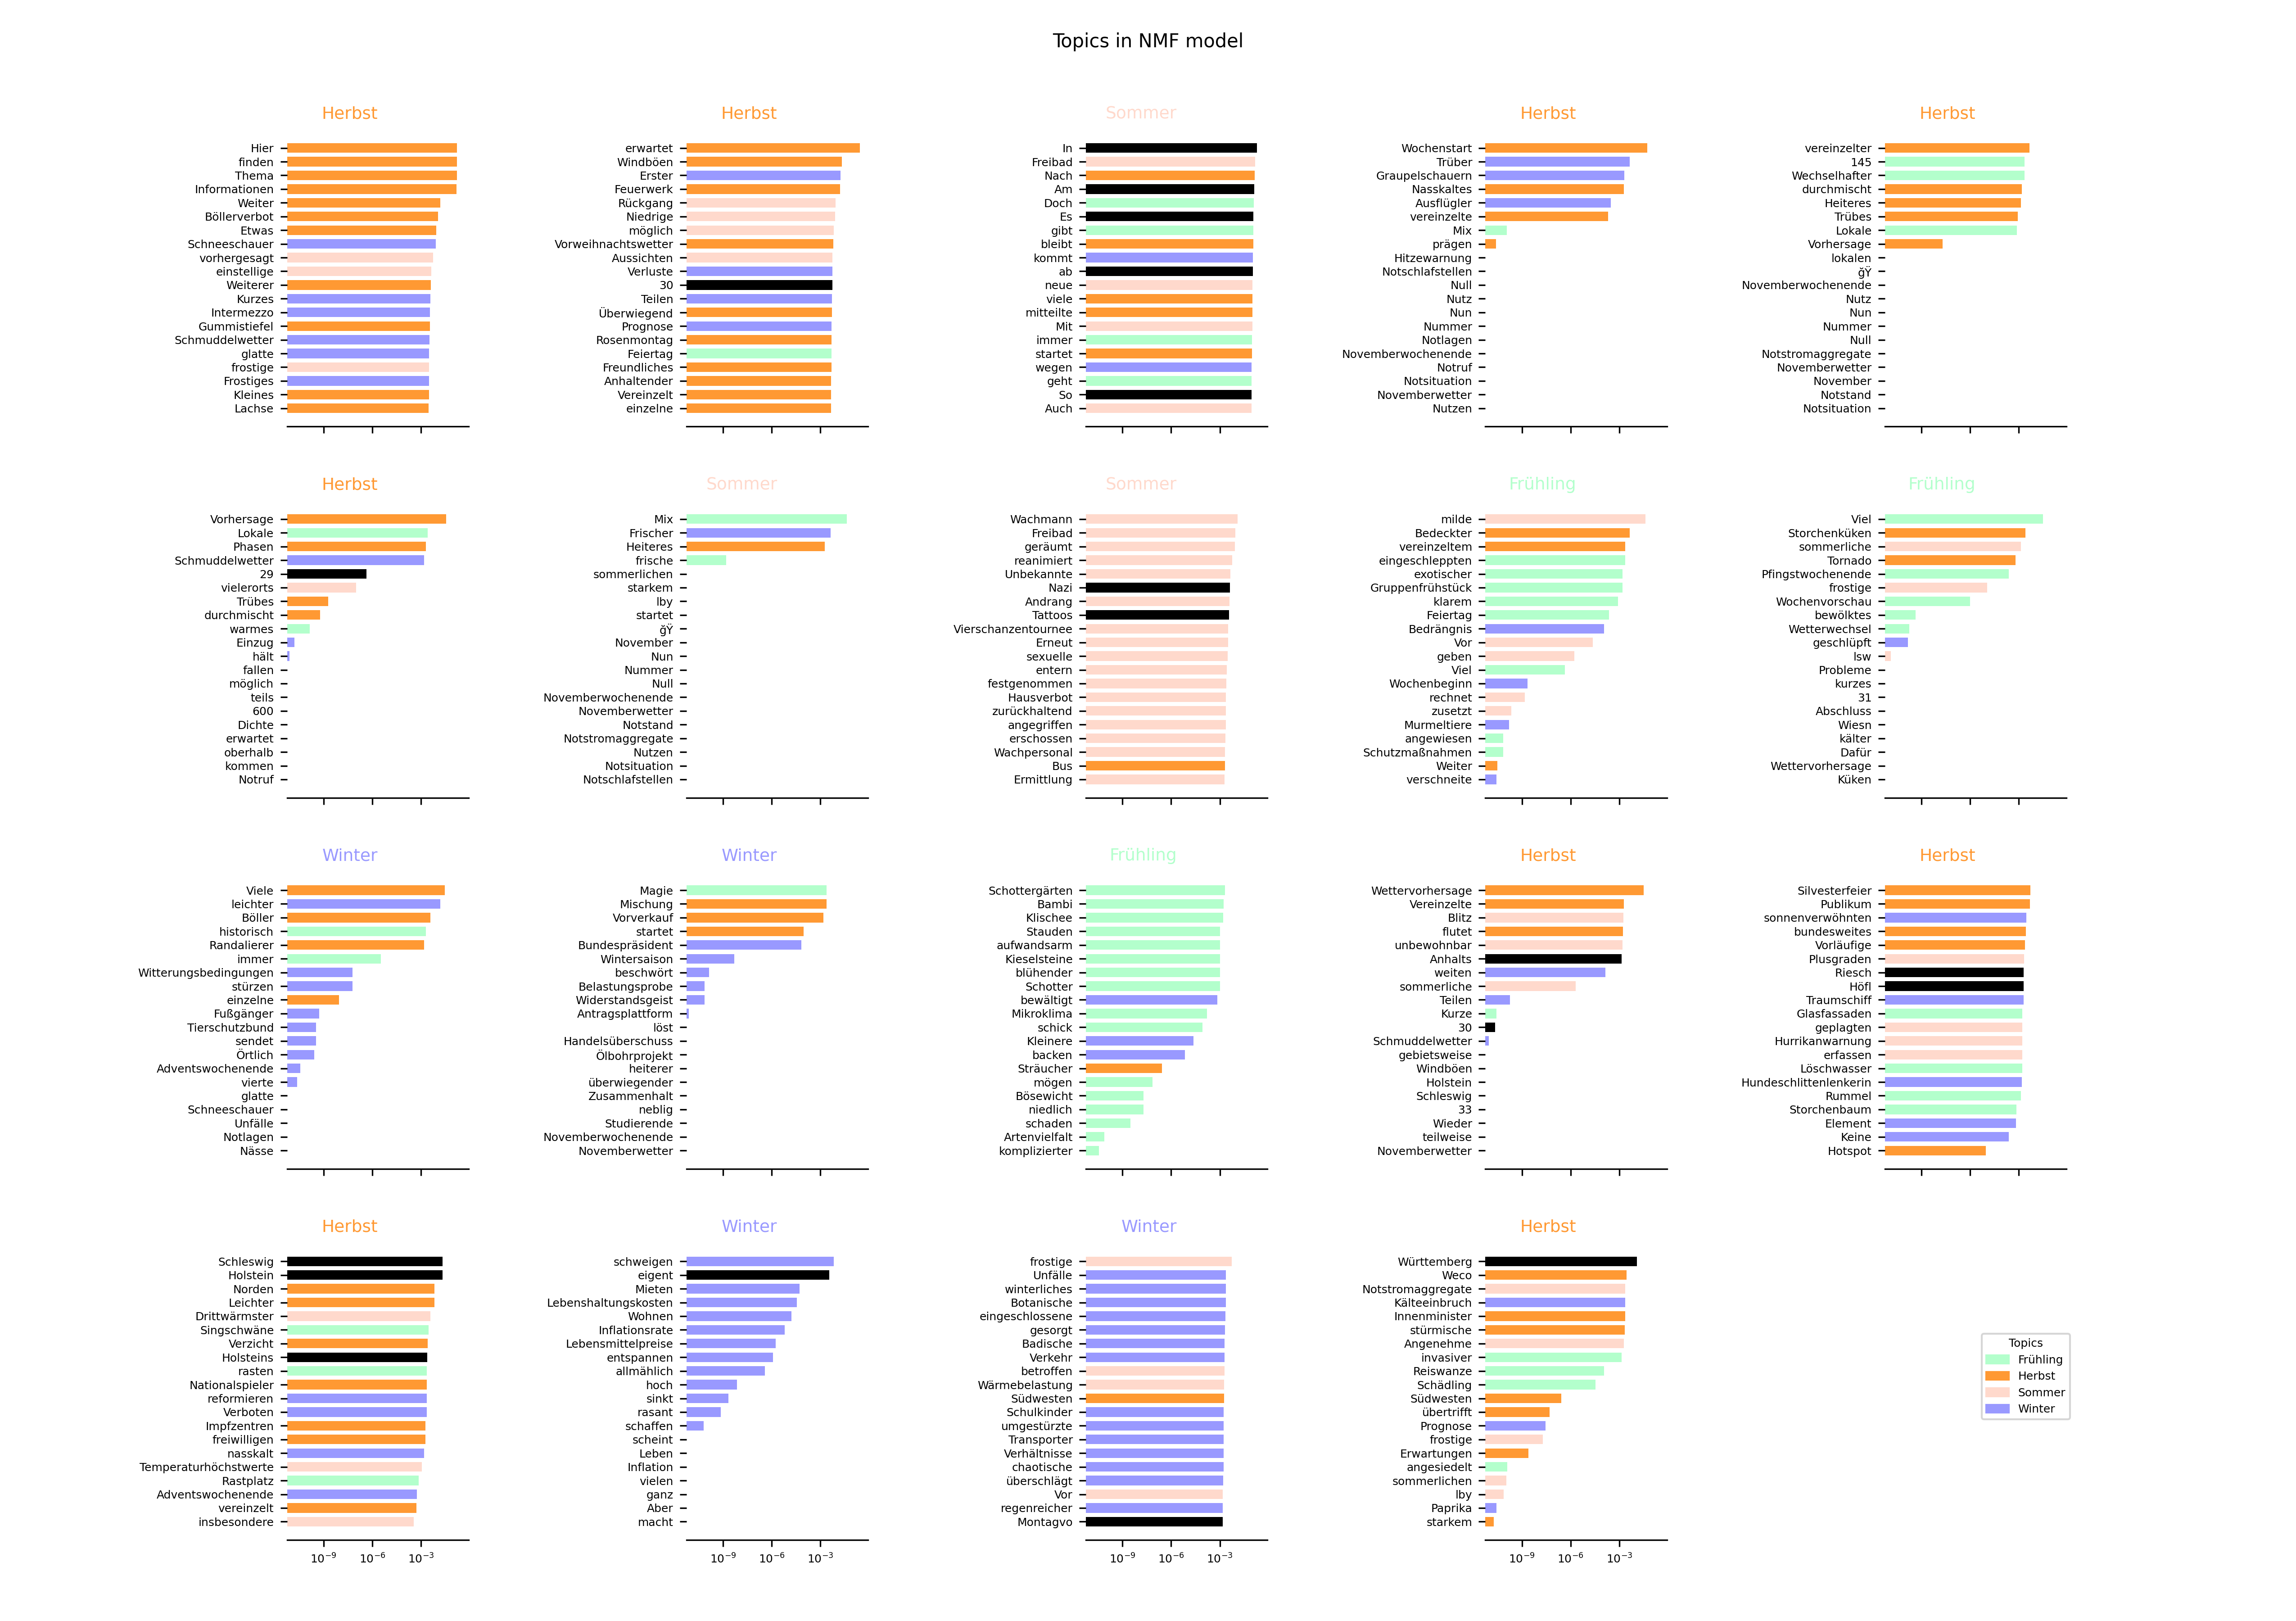 Topics in NMF model
Herbst
Hier
finden
Thema
Informationen
Weiter
Böllerverbot
Etwas
Schneeschauer
vorhergesagt
einstellige
Weiterer
Kurzes
Intermezzo
Gummistiefel
Schmuddelwetter
glatte
frostige
Frostiges
Kleines
Lachse
Herbst
erwartet
Windböen
Erster
Feuerwerk
Rückgang
Niedrige
möglich
Vorweihnachtswetter
Aussichten
Verluste
30
Teilen
Überwiegend
Prognose
Rosenmontag
Feiertag
Freundliches
Anhaltender
Vereinzelt
einzelne
Sommer
In
Freibad
Nach
Am
Doch
Es
gibt
bleibt
kommt
ab
neue
viele
mitteilte
Mit
immer
startet
wegen
geht
So
Auch
Herbst
Wochenstart
Trüber
Graupelschauern
Nasskaltes
Ausflügler
vereinzelte
Mix
prägen
Hitzewarnung
Notschlafstellen
Null
Nutz
Nun
Nummer
Notlagen
Novemberwochenende
Notruf
Notsituation
Novemberwetter
Nutzen
Herbst
vereinzelter
145
Wechselhafter
durchmischt
Heiteres
Trübes
Lokale
Vorhersage
lokalen
ğŸ
Novemberwochenende
Nutz
Nun
Nummer
Null
Notstromaggregate
Novemberwetter
November
Notstand
Notsituation
Herbst
Vorhersage
Lokale
Phasen
Schmuddelwetter
29
vielerorts
Trübes
durchmischt
warmes
Einzug
hält
fallen
möglich
teils
600
Dichte
erwartet
oberhalb
kommen
Notruf
Sommer
Mix
Frischer
Heiteres
frische
sommerlichen
starkem
lby
startet
ğŸ
November
Nun
Nummer
Null
Novemberwochenende
Novemberwetter
Notstand
Notstromaggregate
Nutzen
Notsituation
Notschlafstellen
Sommer
Wachmann
Freibad
geräumt
reanimiert
Unbekannte
Nazi
Andrang
Tattoos
Vierschanzentournee
Erneut
sexuelle
entern
festgenommen
Hausverbot
zurückhaltend
angegriffen
erschossen
Wachpersonal
Bus
Ermittlung
Frühling
milde
Bedeckter
vereinzeltem
eingeschleppten
exotischer
Gruppenfrühstück
klarem
Feiertag
Bedrängnis
Vor
geben
Viel
Wochenbeginn
rechnet
zusetzt
Murmeltiere
angewiesen
Schutzmaßnahmen
Weiter
verschneite
Frühling
Viel
Storchenküken
sommerliche
Tornado
Pfingstwochenende
frostige
Wochenvorschau
bewölktes
Wetterwechsel
geschlüpft
lsw
Probleme
kurzes
31
Abschluss
Wiesn
kälter
Dafür
Wettervorhersage
Küken
Winter
Viele
leichter
Böller
historisch
Randalierer
immer
Witterungsbedingungen
stürzen
einzelne
Fußgänger
Tierschutzbund
sendet
Örtlich
Adventswochenende
vierte
glatte
Schneeschauer
Unfälle
Notlagen
Nässe
Winter
Magie
Mischung
Vorverkauf
startet
Bundespräsident
Wintersaison
beschwört
Belastungsprobe
Widerstandsgeist
Antragsplattform
löst
Handelsüberschuss
Ölbohrprojekt
heiterer
überwiegender
Zusammenhalt
neblig
Studierende
Novemberwochenende
Novemberwetter
Frühling
Schottergärten
Bambi
Klischee
Stauden
aufwandsarm
Kieselsteine
blühender
Schotter
bewältigt
Mikroklima
schick
Kleinere
backen
Sträucher
mögen
Bösewicht
niedlich
schaden
Artenvielfalt
komplizierter
Herbst
Wettervorhersage
Vereinzelte
Blitz
flutet
unbewohnbar
Anhalts
weiten
sommerliche
Teilen
Kurze
30
Schmuddelwetter
gebietsweise
Windböen
Holstein
Schleswig
33
Wieder
teilweise
Novemberwetter
Herbst
Silvesterfeier
Publikum
sonnenverwöhnten
bundesweites
Vorläufige
Plusgraden
Riesch
Höfl
Traumschiff
Glasfassaden
geplagten
Hurrikanwarnung
erfassen
Löschwasser
Hundeschlittenlenkerin
Rummel
Storchenbaum
Element
Keine
Hotspot
Herbst
Schleswig
Holstein
Norden
Leichter
Drittwärmster
Singschwäne
Verzicht
Holsteins
rasten
Nationalspieler
reformieren
Verboten
Impfzentren
freiwilligen
nasskalt
Temperaturhöchstwerte
Rastplatz
Adventswochenende
vereinzelt
insbesondere
10⁻⁹ 10⁻⁶ 10⁻³
Winter
schweigen
eigent
Mieten
Lebenshaltungskosten
Wohnen
Inflationsrate
Lebensmittelpreise
entspannen
allmählich
hoch
sinkt
rasant
schaffen
scheint
Leben
Inflation
vielen
ganz
Aber
macht
10⁻⁹ 10⁻⁶ 10⁻³
Winter
frostige
Unfälle
winterliches
Botanische
eingeschlossene
gesorgt
Badische
Verkehr
betroffen
Wärmebelastung
Südwesten
Schulkinder
umgestürzte
Transporter
Verhältnisse
chaotische
überschlägt
Vor
regenreicher
Montagvo
10⁻⁹ 10⁻⁶ 10⁻³
Herbst
Württemberg
Weco
Notstromaggregate
Kälteeinbruch
Innenminister
stürmische
Angenehme
invasiver
Reiswanze
Schädling
Südwesten
übertrifft
Prognose
frostige
Erwartungen
angesiedelt
sommerlichen
lby
Paprika
starkem
10⁻⁹ 10⁻⁶ 10⁻³
Topics
Frühling
Herbst
Sommer
Winter